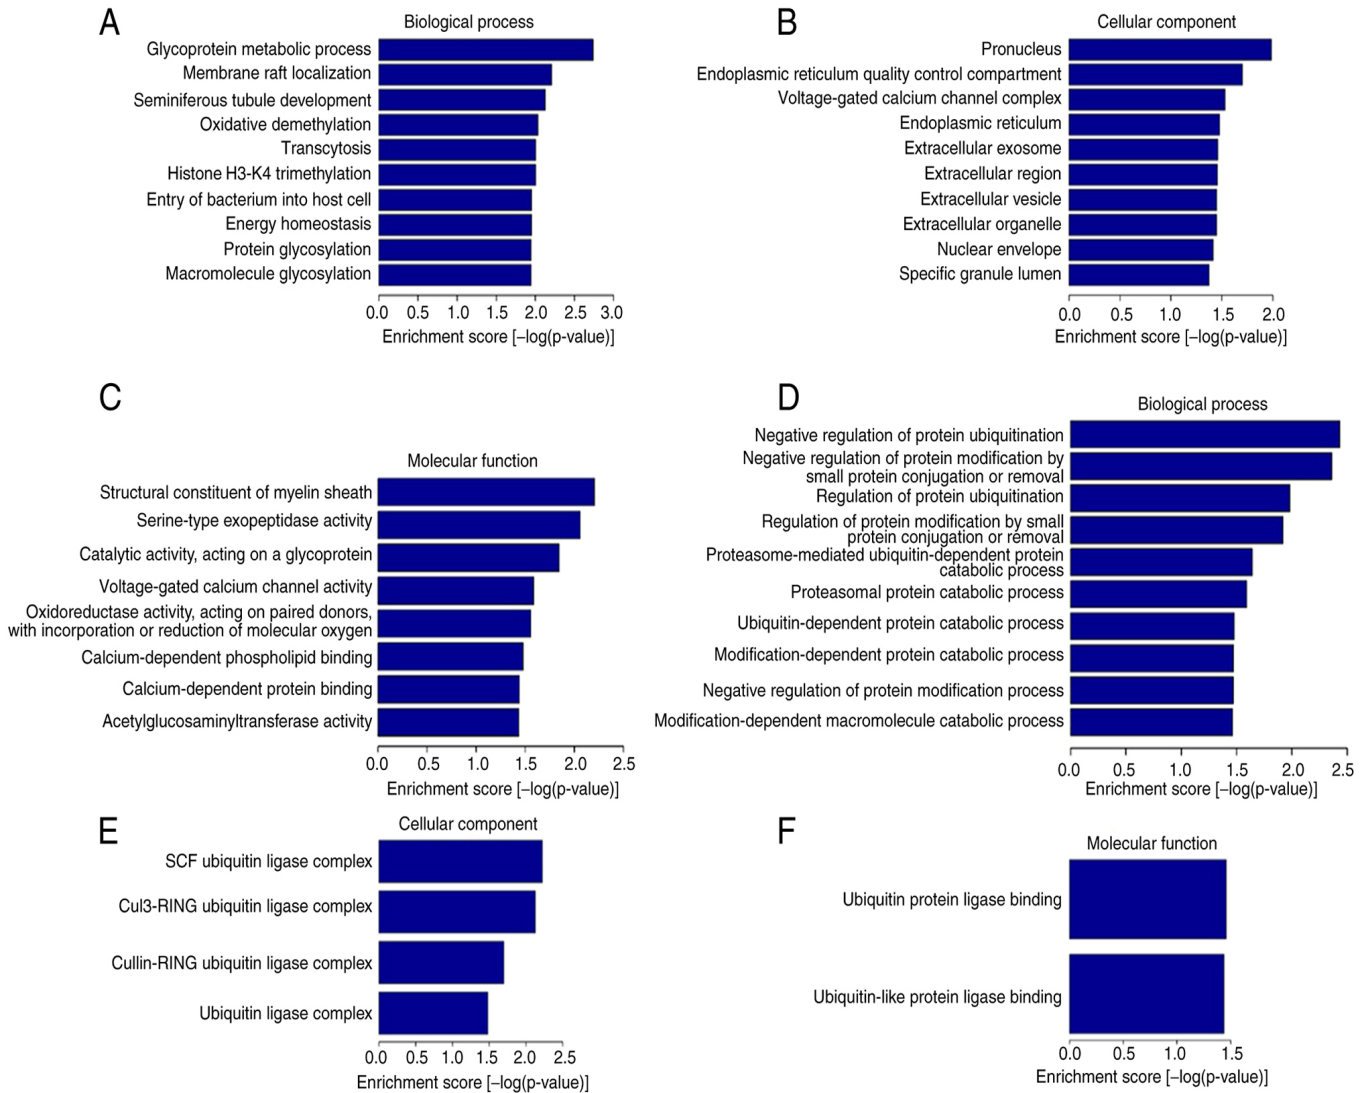 A
Biological process
Glycoprotein metabolic process
Membrane raft localization
Seminiferous tubule development
Oxidative demethylation
Transcytosis
Histone H3-K4 trimethylation
Entry of bacterium into host cell
Energy homeostasis
Protein glycosylation
Macromolecule glycosylation
0.0 0.5 1.0 1.5 2.0 2.5 3.0
Enrichment score [–log(p-value)]
B
Cellular component
Pronucleus
Endoplasmic reticulum quality control compartment
Voltage-gated calcium channel complex
Endoplasmic reticulum
Extracellular exosome
Extracellular region
Extracellular vesicle
Extracellular organelle
Nuclear envelope
Specific granule lumen
0.0 0.5 1.0 1.5 2.0
Enrichment score [–log(p-value)]
C
Molecular function
Structural constituent of myelin sheath
Serine-type exopeptidase activity
Catalytic activity, acting on a glycoprotein
Voltage-gated calcium channel activity
Oxidoreductase activity, acting on paired donors,
with incorporation or reduction of molecular oxygen
Calcium-dependent phospholipid binding
Calcium-dependent protein binding
Acetylglucosaminyltransferase activity
0.0 0.5 1.0 1.5 2.0 2.5
Enrichment score [–log(p-value)]
D
Biological process
Negative regulation of protein ubiquitination
Negative regulation of protein modification by
small protein conjugation or removal
Regulation of protein ubiquitination
Regulation of protein modification by small
protein conjugation or removal
Proteasome-mediated ubiquitin-dependent protein
catabolic process
Proteasomal protein catabolic process
Ubiquitin-dependent protein catabolic process
Modification-dependent protein catabolic process
Negative regulation of protein modification process
Modification-dependent macromolecule catabolic process
0.0 0.5 1.0 1.5 2.0 2.5
Enrichment score [–log(p-value)]
E
Cellular component
SCF ubiquitin ligase complex
Cul3-RING ubiquitin ligase complex
Cullin-RING ubiquitin ligase complex
Ubiquitin ligase complex
0.0 0.5 1.0 1.5 2.0 2.5
Enrichment score [–log(p-value)]
F
Molecular function
Ubiquitin protein ligase binding
Ubiquitin-like protein ligase binding
0.0 0.5 1.0 1.5
Enrichment score [–log(p-value)]